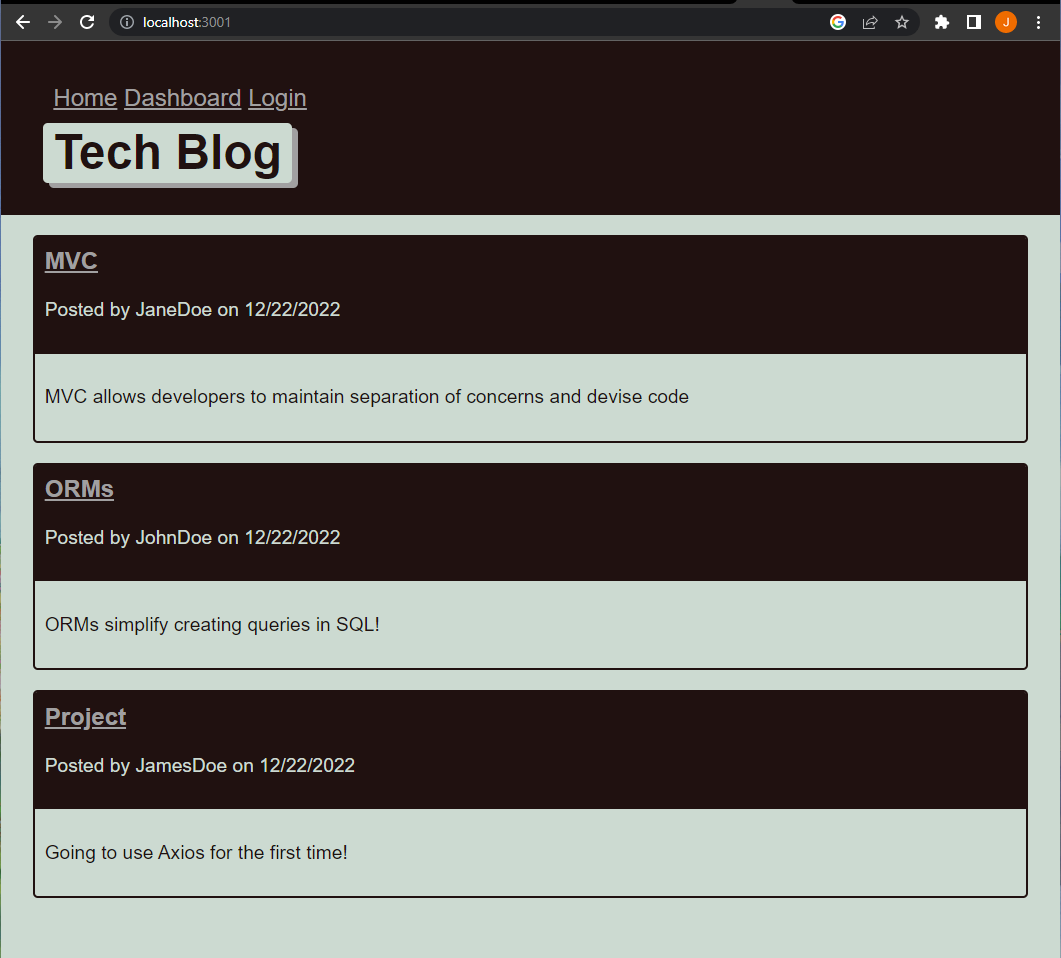 localhost:3001
J
Home Dashboard Login
Tech Blog
MVC
Posted by JaneDoe on 12/22/2022
MVC allows developers to maintain separation of concerns and devise code
ORMs
Posted by JohnDoe on 12/22/2022
ORMs simplify creating queries in SQL!
Project
Posted by JamesDoe on 12/22/2022
Going to use Axios for the first time!